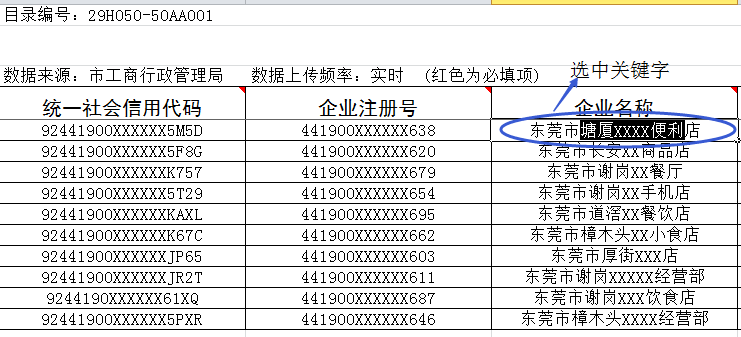 目录编号：29H050-50AA001
数据来源：市工商行政管理局 数据上传频率：实时 (红色为必填项) 选中关键字
统一社会信用代码 企业注册号 企业名称
92441900XXXXXX5M5D 441900XXXXXX638 东莞市塘厦XXXX便利店
92441900XXXXXX5F8G 441900XXXXXX620 东莞市长安XX商品店
92441900XXXXXXK757 441900XXXXXX679 东莞市谢岗XX餐厅
92441900XXXXXX5T29 441900XXXXXX654 东莞市谢岗XX手机店
92441900XXXXXXKAXL 441900XXXXXX695 东莞市道滘XX餐饮店
92441900XXXXXXK67C 441900XXXXXX662 东莞市樟木头XX小食店
92441900XXXXXXJP65 441900XXXXXX603 东莞市厚街XXX店
92441900XXXXXXJR2T 441900XXXXXX611 东莞市谢岗XXXXX经营部
9244190XXXXXX61XQ 441900XXXXXX687 东莞市谢岗XXX饮食店
92441900XXXXXX5PXR 441900XXXXXX646 东莞市樟木头XXXX经营部